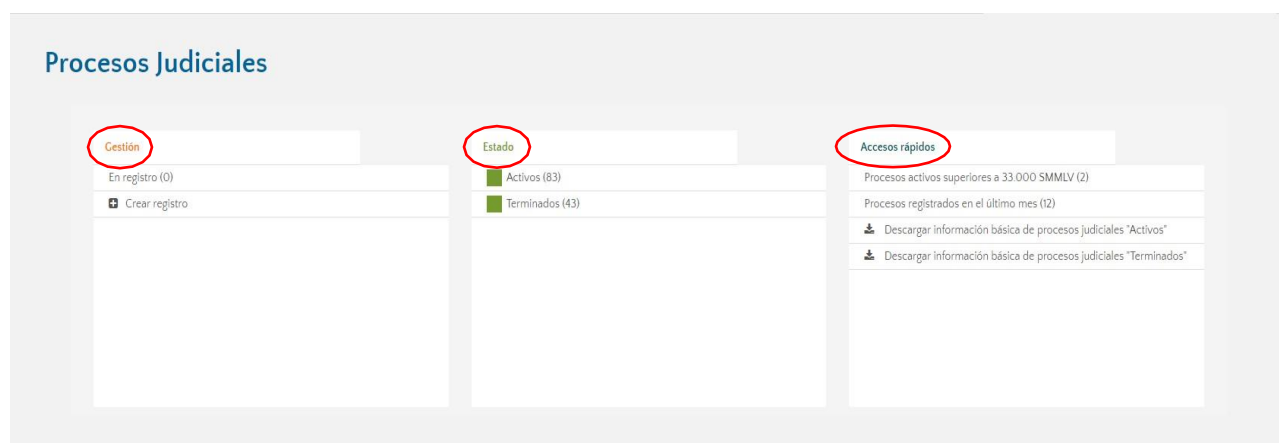 Procesos Judiciales
Gestión
En registro (0)
Crear registro
Estado
Activos (83)
Terminados (43)
Accesos rápidos
Procesos activos superiores a 33.000 SMMLV (2)
Procesos registrados en el último mes (12)
Descargar información básica de procesos judiciales "Activos"
Descargar información básica de procesos judiciales "Terminados"